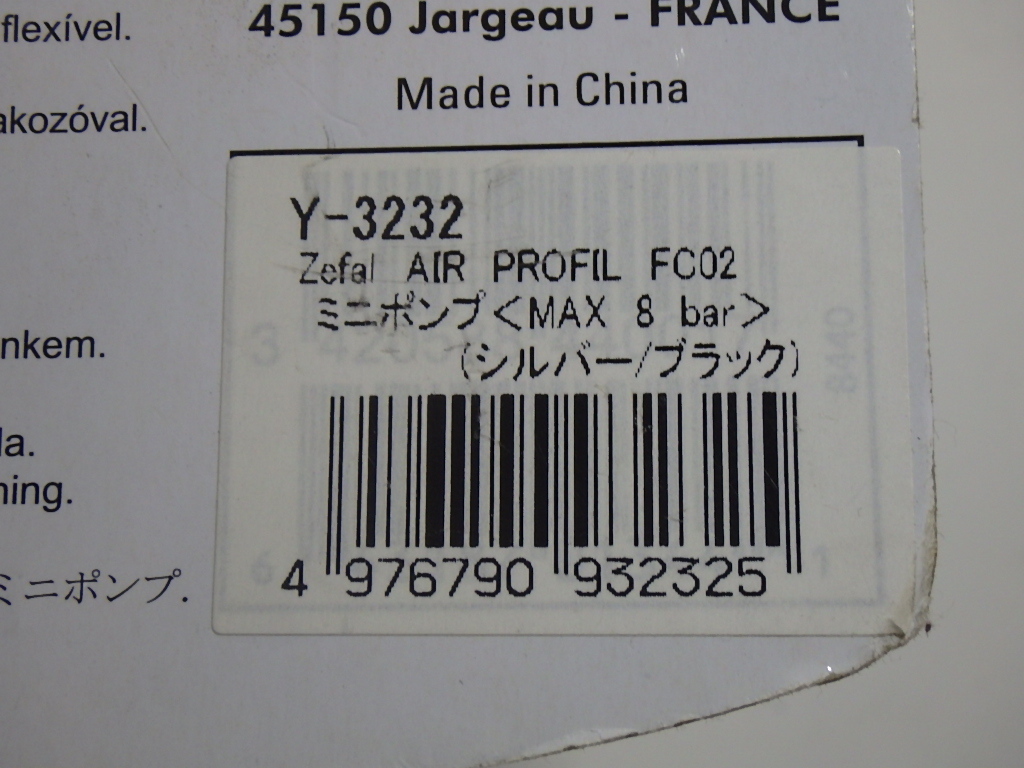 flexível.
45150 Jargeau - FRANCE
Made in China
akozóval.
Y-3232
Zefal AIR PROFIL FC02
ミニポンプ<MAX 8 bar>
(シルバー/ブラック)
nkem.
8440
la.
ning.
4 976790 932325
ミニポンプ.